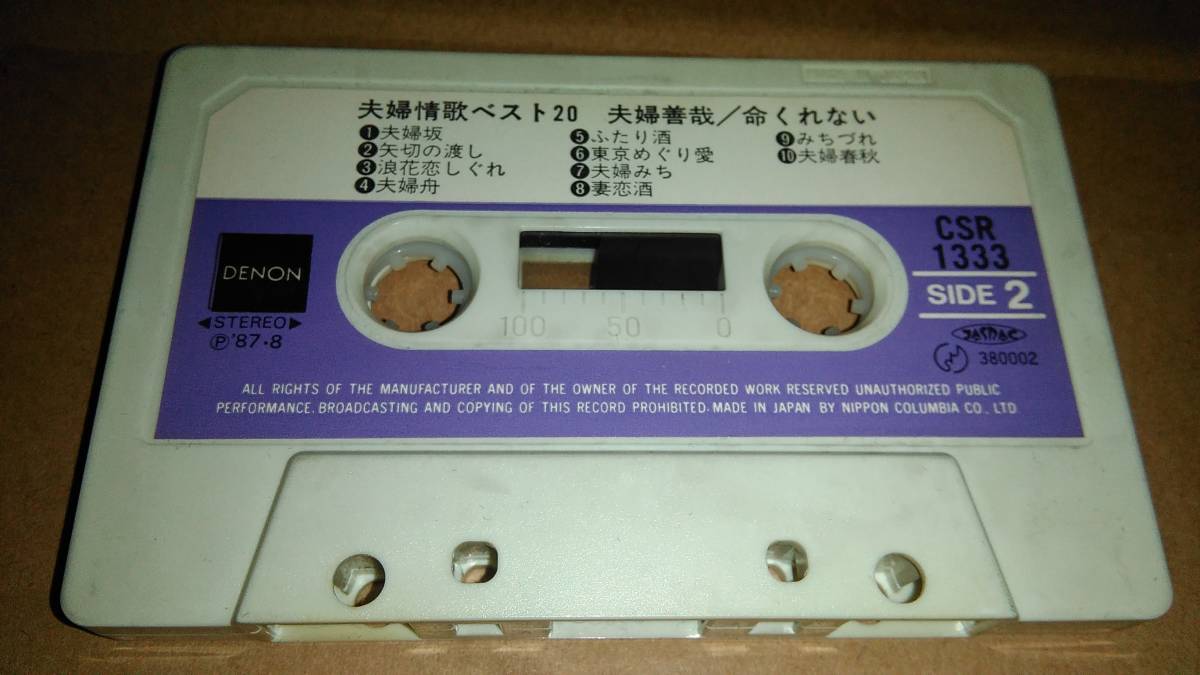 夫婦情歌ベスト20 夫婦善哉/命くれない
❶夫婦坂
❷矢切の渡し
❸浪花恋しぐれ
❹夫婦舟
❺ふたり酒
❻東京めぐり愛
❼夫婦みち
❽妻恋酒
❾みちづれ
❿夫婦春秋
DENON
◀STEREO▶
Ⓟ'87・8
100 50 0
CSR
1333
SIDE 2
JASRAC
380002
ALL RIGHTS OF THE MANUFACTURER AND OF THE OWNER OF THE RECORDED WORK RESERVED UNAUTHORIZED PUBLIC
PERFORMANCE. BROADCASTING AND COPYING OF THIS RECORD PROHIBITED. MADE IN JAPAN BY NIPPON COLUMBIA CO., LTD